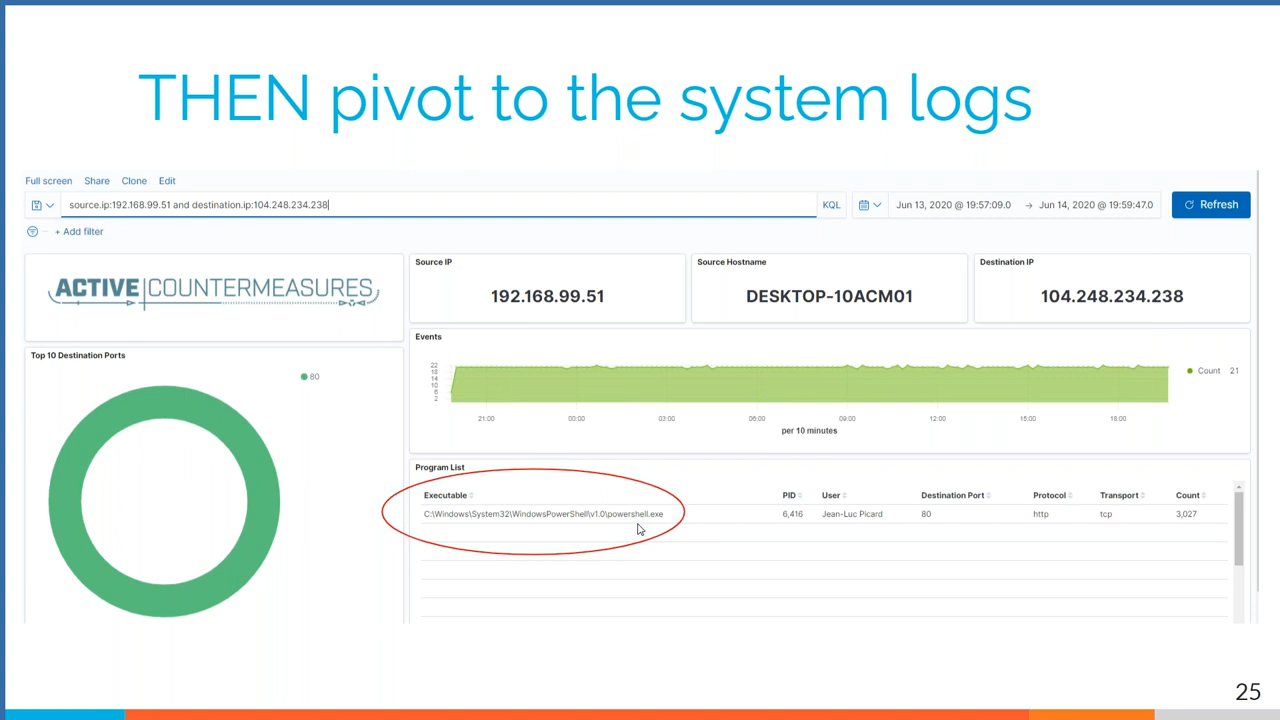 THEN pivot to the system logs
Full screen Share Clone Edit
source.ip:192.168.99.51 and destination.ip:104.248.234.238 KQL Jun 13, 2020 @ 19:57:09.0 → Jun 14, 2020 @ 19:59:47.0 Refresh
+ Add filter
ACTIVE COUNTERMEASURES
Source IP
192.168.99.51
Source Hostname
DESKTOP-10ACM01
Destination IP
104.248.234.238
Top 10 Destination Ports
80
Events
22
18
14
10
6
2
Count 21
21:00 00:00 03:00 06:00 09:00 12:00 15:00 18:00
per 10 minutes
Program List
Executable PID User Destination Port Protocol Transport Count
C:\Windows\System32\WindowsPowerShell\v1.0\powershell.exe 6,416 Jean-Luc Picard 80 http tcp 3,027
25